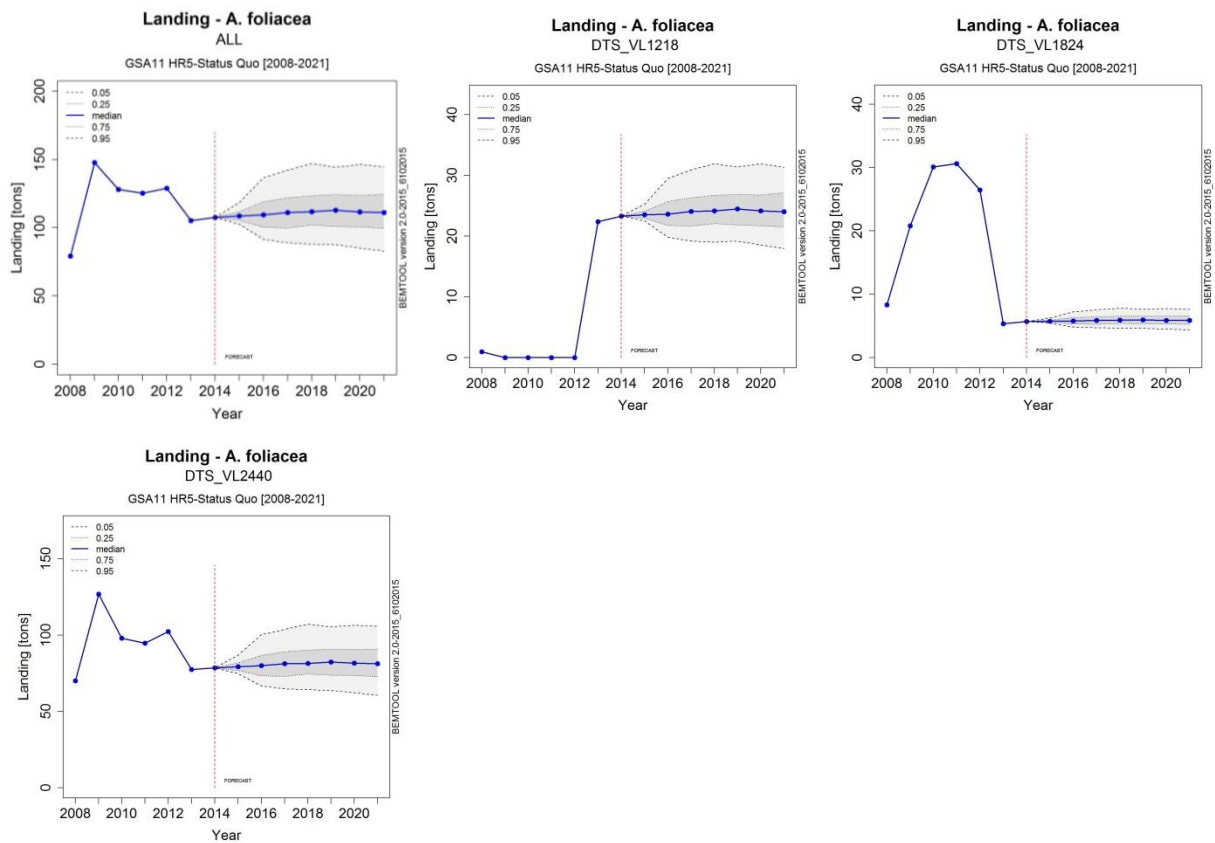 Landing - A. foliacea
ALL
GSA11 HR5-Status Quo [2008-2021]
0.05
0.25
median
0.75
0.95
200
150
100
50
0
Landing [tons]
FORECAST
2008 2010 2012 2014 2016 2018 2020
Year
BEMTOOL version 2.0-2015_6102015
Landing - A. foliacea
DTS_VL1218
GSA11 HR5-Status Quo [2008-2021]
0.05
0.25
median
0.75
0.95
40
30
20
10
0
Landing [tons]
FORECAST
2008 2010 2012 2014 2016 2018 2020
Year
BEMTOOL version 2.0-2015_6102015
Landing - A. foliacea
DTS_VL1824
GSA11 HR5-Status Quo [2008-2021]
0.05
0.25
median
0.75
0.95
40
30
20
10
0
Landing [tons]
FORECAST
2008 2010 2012 2014 2016 2018 2020
Year
BEMTOOL version 2.0-2015_6102015
Landing - A. foliacea
DTS_VL2440
GSA11 HR5-Status Quo [2008-2021]
0.05
0.25
median
0.75
0.95
150
100
50
0
Landing [tons]
FORECAST
2008 2010 2012 2014 2016 2018 2020
Year
BEMTOOL version 2.0-2015_6102015